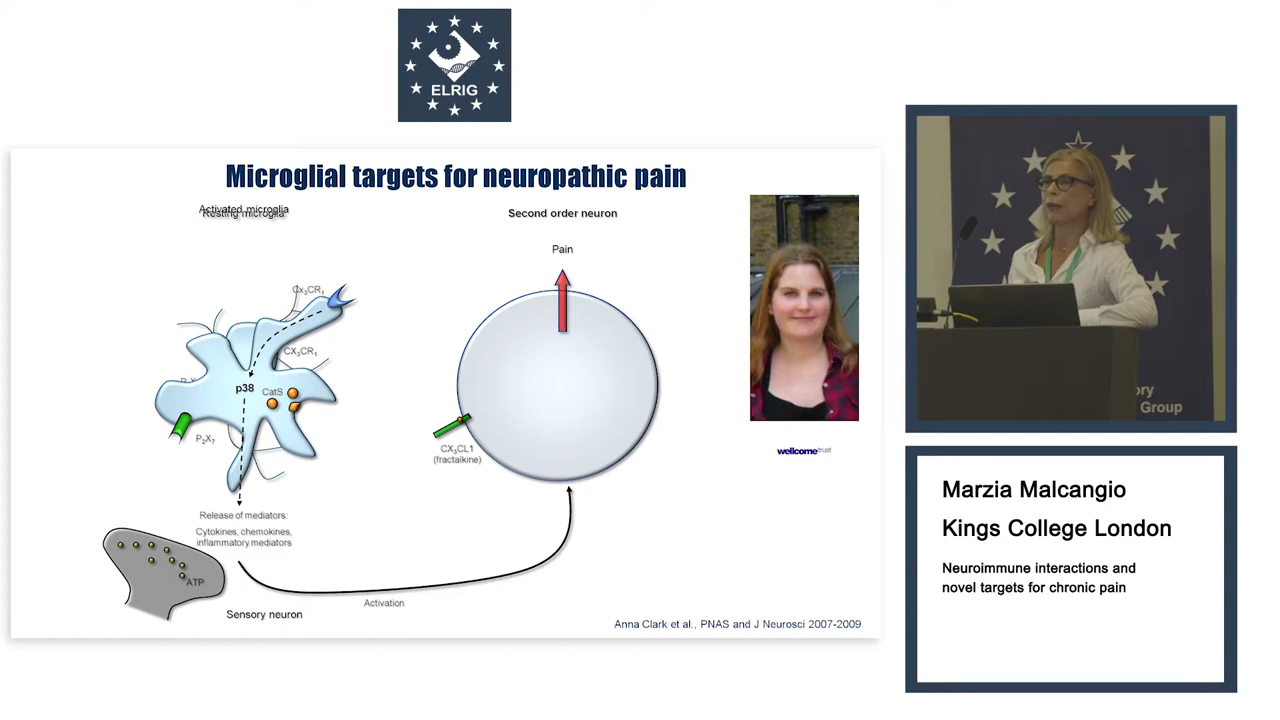 ELRIG
Microglial targets for neuropathic pain
Activated microglia
Resting microglia
Second order neuron
Pain
Cx3CR1
CX3CR1
p38
CatS
P2X7
CX3CL1
(fractalkine)
wellcometrust
Release of mediators:
Cytokines, chemokines,
inflammatory mediators
ATP
Sensory neuron
Activation
Anna Clark et al., PNAS and J Neurosci 2007-2009
ory
Group
Marzia Malcangio
Kings College London
Neuroimmune interactions and
novel targets for chronic pain